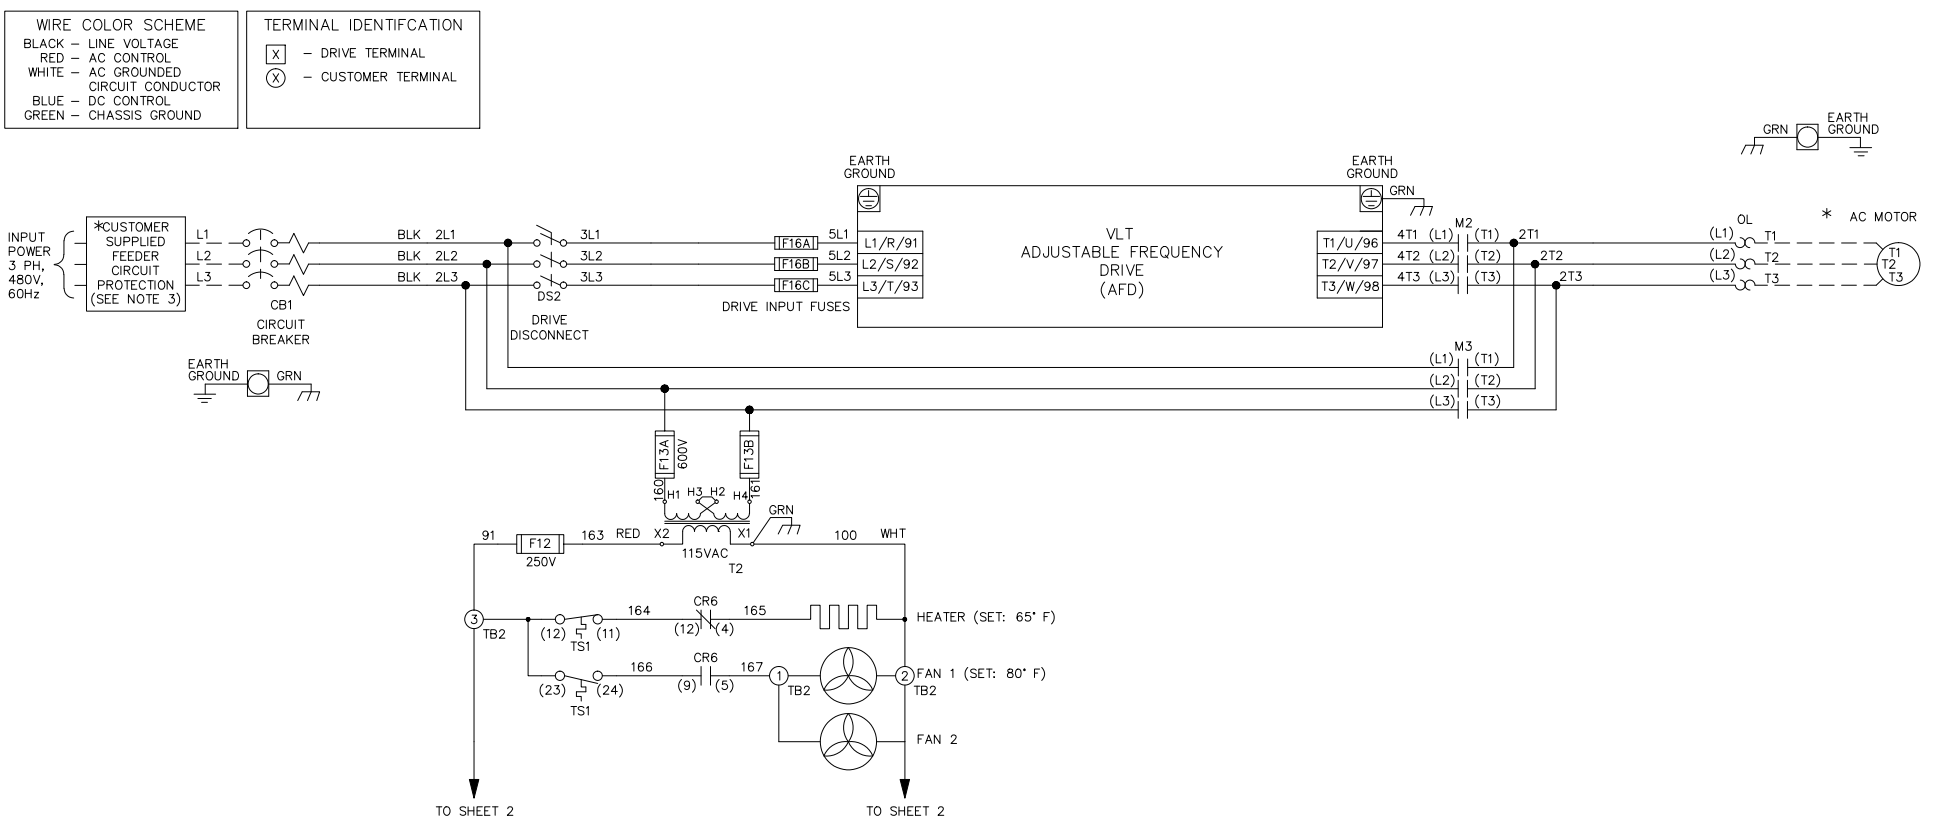 WIRE COLOR SCHEME
BLACK – LINE VOLTAGE
RED – AC CONTROL
WHITE – AC GROUNDED
CIRCUIT CONDUCTOR
BLUE – DC CONTROL
GREEN – CHASSIS GROUND
TERMINAL IDENTIFCATION
X – DRIVE TERMINAL
X – CUSTOMER TERMINAL
INPUT
POWER
3 PH,
480V,
60Hz
*CUSTOMER
SUPPLIED
FEEDER
CIRCUIT
PROTECTION
(SEE NOTE 3)
L1
L2
L3
CB1
CIRCUIT
BREAKER
EARTH
GROUND
GRN
BLK 2L1
BLK 2L2
BLK 2L3
DS2
DRIVE
DISCONNECT
3L1
3L2
3L3
F16A
F16B
F16C
DRIVE INPUT FUSES
5L1
5L2
5L3
EARTH
GROUND
L1/R/91
L2/S/92
L3/T/93
VLT
ADJUSTABLE FREQUENCY
DRIVE
(AFD)
EARTH
GROUND
GRN
T1/U/96
T2/V/97
T3/W/98
M2
4T1 (L1) (T1) 2T1
4T2 (L2) (T2) 2T2
4T3 (L3) (T3) 2T3
M3
(L1) (T1)
(L2) (T2)
(L3) (T3)
GRN
EARTH
GROUND
OL
(L1) T1
(L2) T2
(L3) T3
* AC MOTOR
T1
T2
T3
F13A
600V
F13B
160
161
H1 H3 H2 H4
GRN
91
F12
250V
163 RED X2
X1
115VAC
T2
100 WHT
3
TB2
(12) (11)
TS1
164
CR6
(12) (4)
165
HEATER (SET: 65° F)
(23) (24)
TS1
166
CR6
(9) (5)
167
1
TB2
2
TB2
FAN 1 (SET: 80° F)
FAN 2
TO SHEET 2
TO SHEET 2